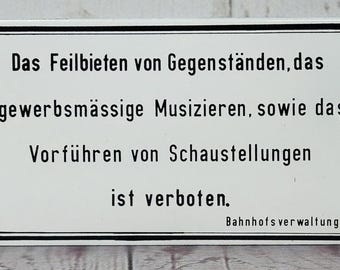 Das Feilbieten von Gegenständen, das
gewerbsmässige Musizieren, sowie das
Vorführen von Schaustellungen
ist verboten.
Bahnhofsverwaltung